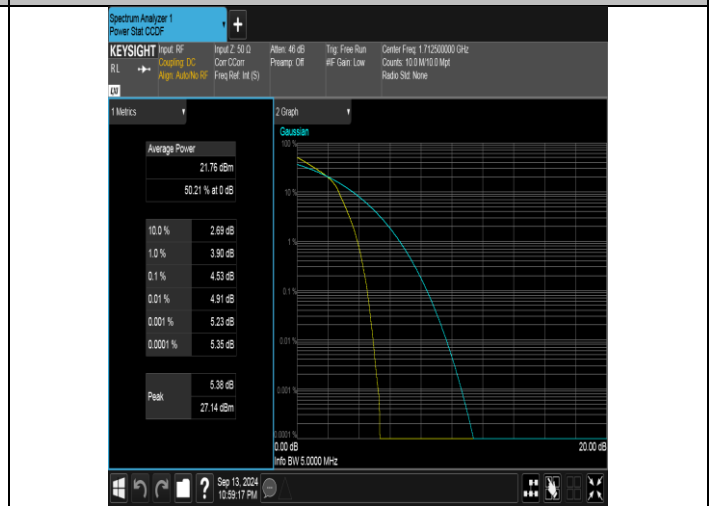 Spectrum Analyzer 1
Power Stat CCDF
+
KEYSIGHT Input: RF Input Z: 50 Ω Atten: 46 dB Trig: Free Run Center Freq: 1.712500000 GHz
RL Coupling: DC Corr CCorr Preamp: Off #IF Gain: Low Counts: 10.0 M/10.0 Mpt
Align: Auto/No RF Freq Ref: Int (S) Radio Std: None
1 Metrics
Average Power
21.76 dBm
50.21 % at 0 dB
10.0 % 2.69 dB
1.0 % 3.90 dB
0.1 % 4.53 dB
0.01 % 4.91 dB
0.001 % 5.23 dB
0.0001 % 5.35 dB
Peak 5.38 dB
27.14 dBm
2 Graph
Gaussian
100 %
10 %
1 %
0.1 %
0.01 %
0.001 %
0.0001 %
0.00 dB 20.00 dB
Info BW 5.0000 MHz
? Sep 13, 2024
10:59:17 PM